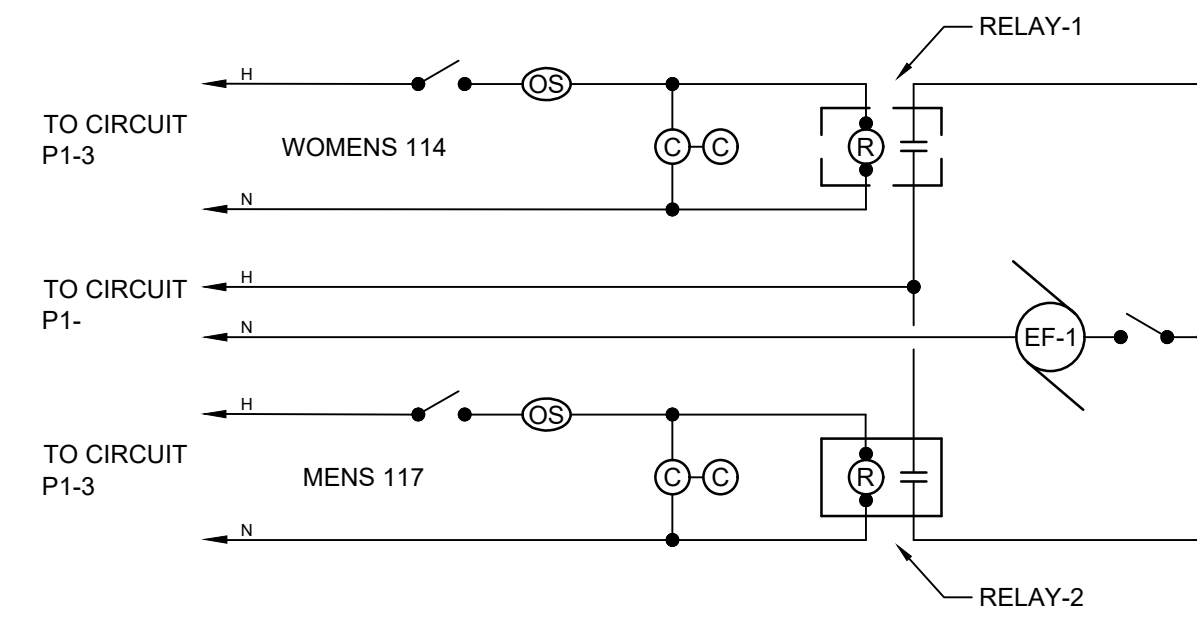 RELAY-1
H
OS
TO CIRCUIT
P1-3
WOMENS 114
C C
R
N
TO CIRCUIT
P1-
H
N
EF-1
H
OS
TO CIRCUIT
P1-3
MENS 117
C C
R
N
RELAY-2